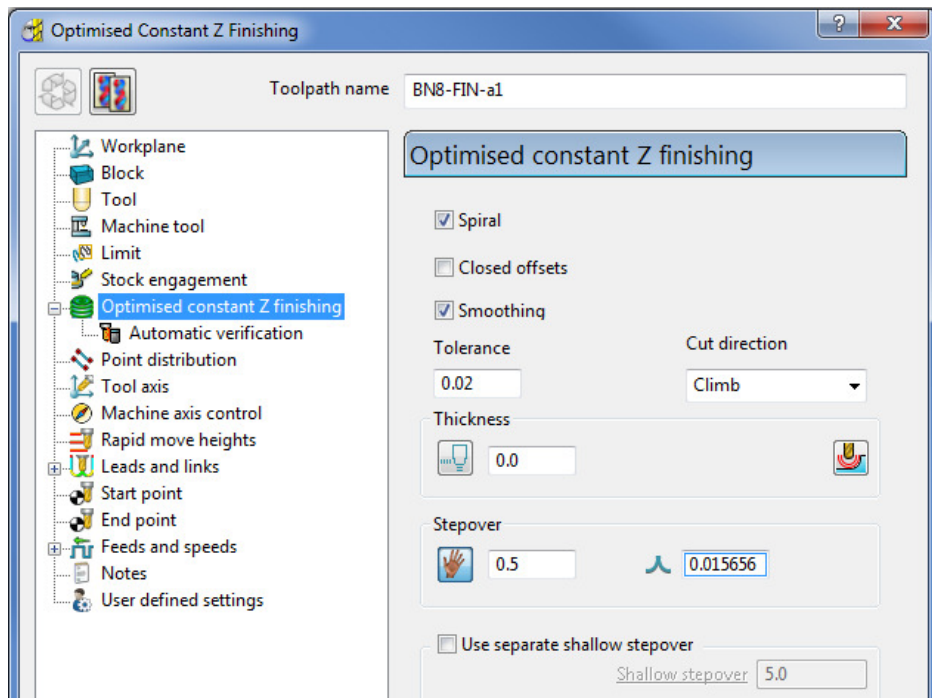 Optimised Constant Z Finishing
Toolpath name BN8-FIN-a1
Workplane
Block
Tool
Machine tool
Limit
Stock engagement
Optimised constant Z finishing
Automatic verification
Point distribution
Tool axis
Machine axis control
Rapid move heights
Leads and links
Start point
End point
Feeds and speeds
Notes
User defined settings
Optimised constant Z finishing
Spiral
Closed offsets
Smoothing
Tolerance Cut direction
0.02 Climb
Thickness
0.0
Stepover
0.5 0.015656
Use separate shallow stepover
Shallow stepover 5.0